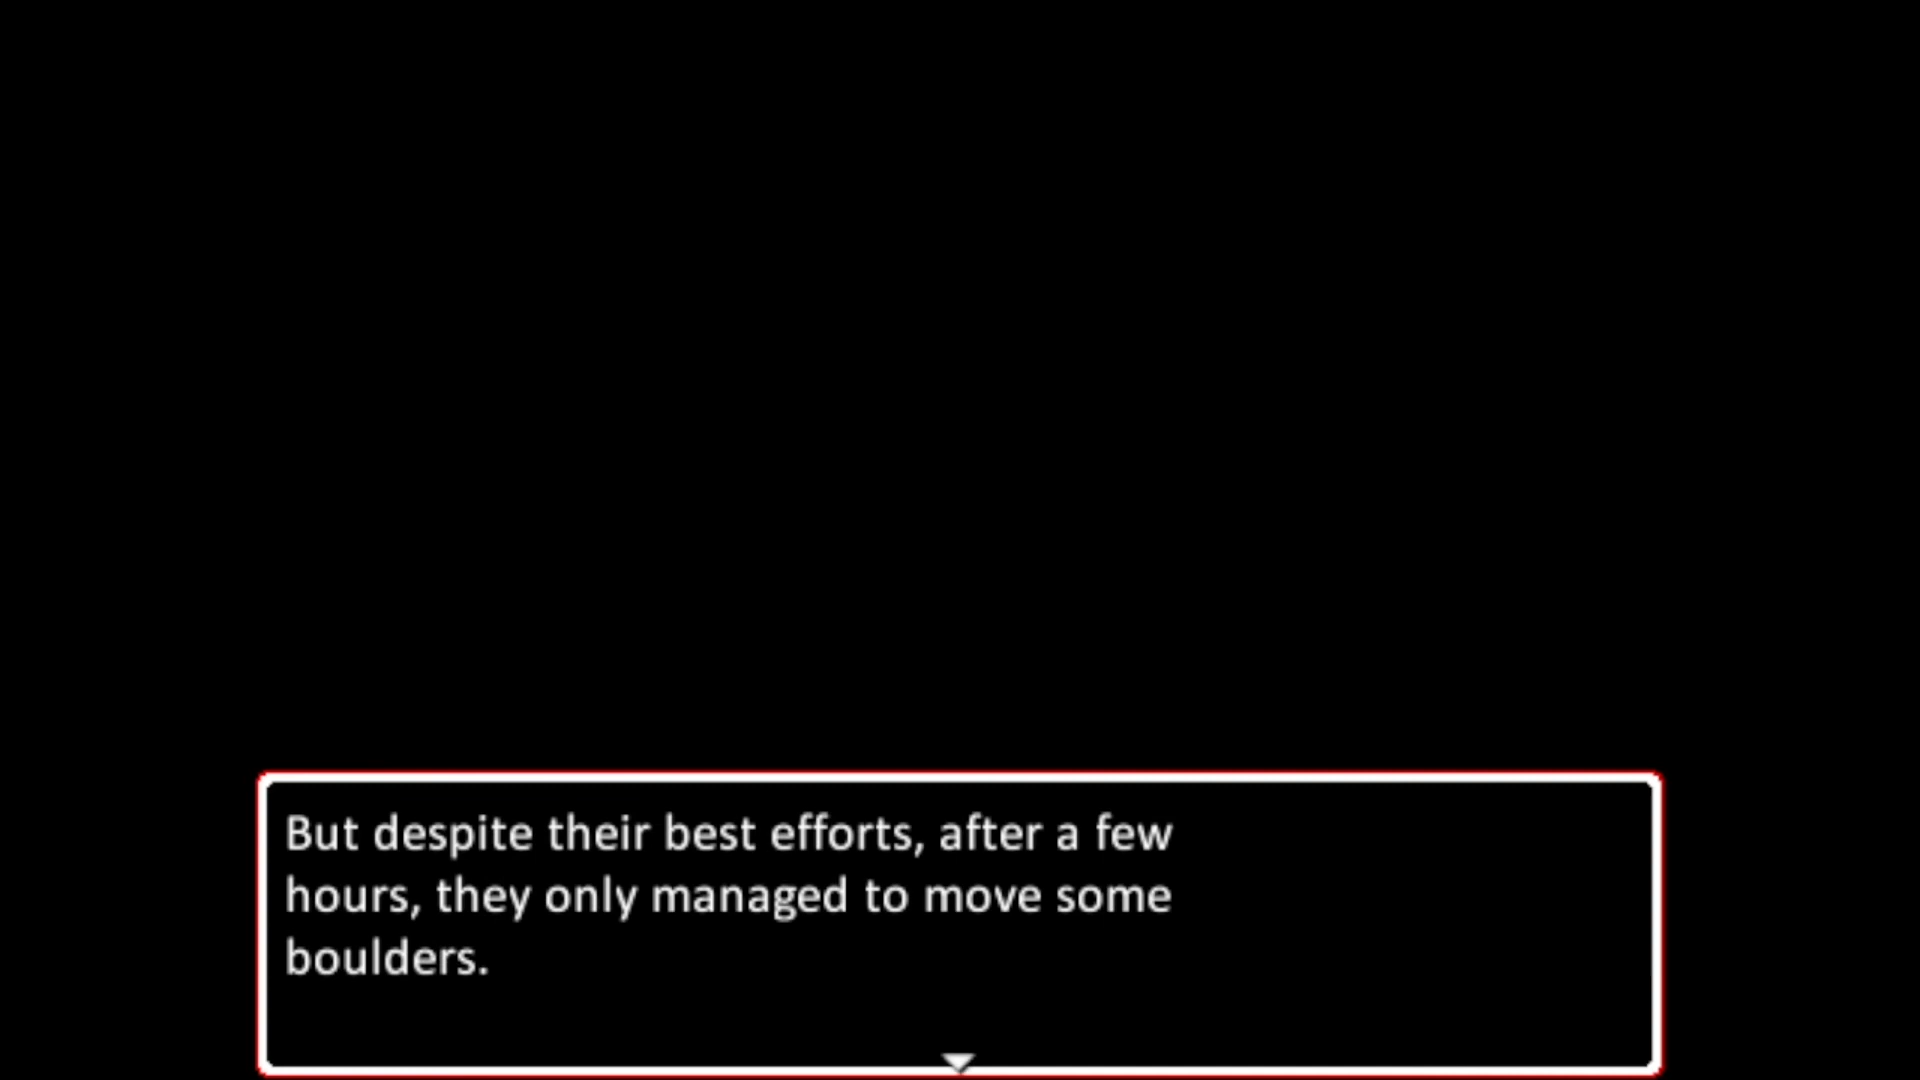 But despite their best efforts, after a few
hours, they only managed to move some
boulders.